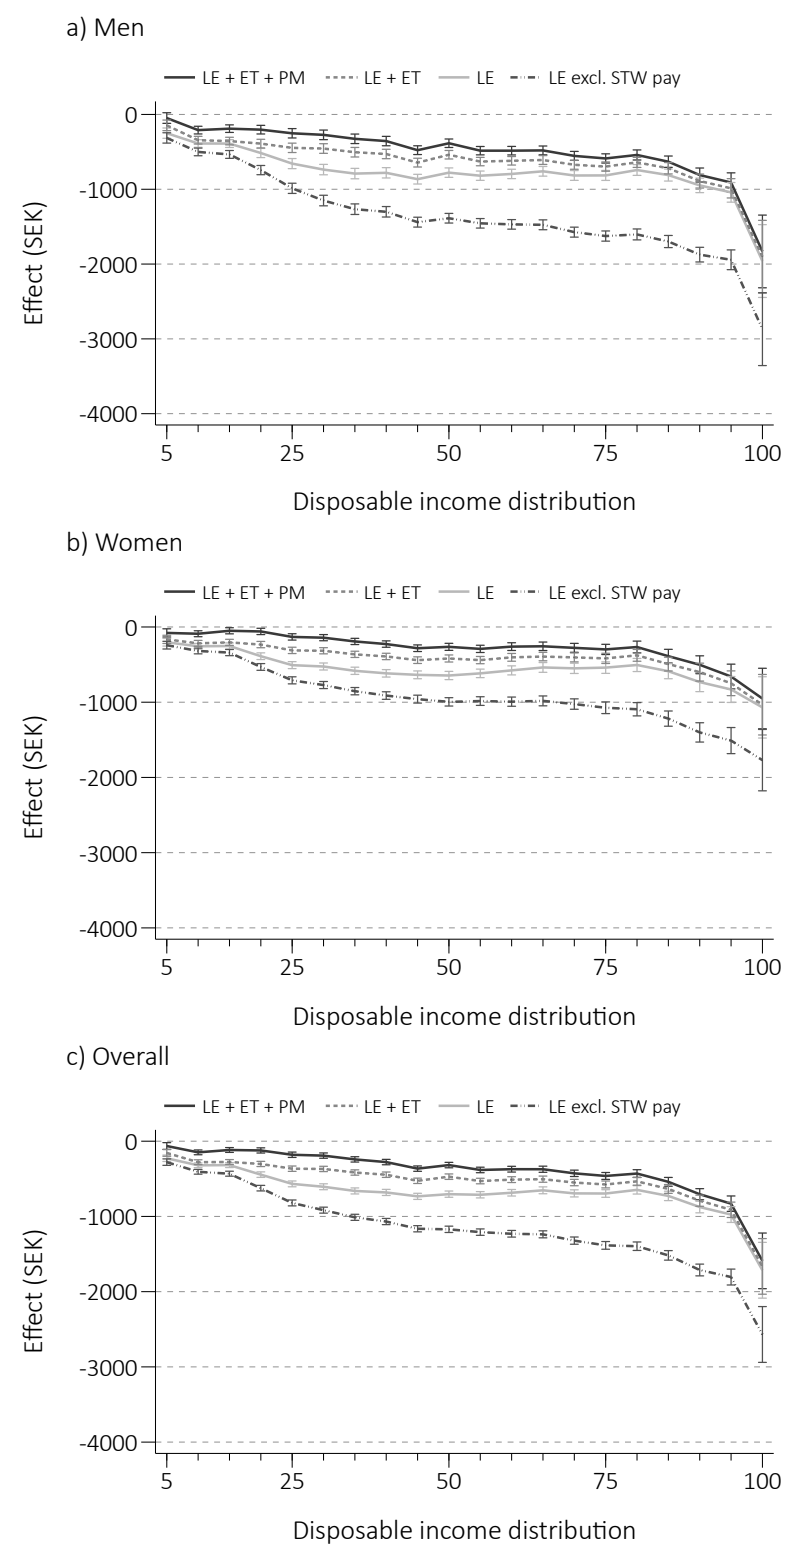 a) Men
LE + ET + PM LE + ET LE LE excl. STW pay
0
-1000
-2000
-3000
-4000
Effect (SEK)
5 25 50 75 100
Disposable income distribution
b) Women
LE + ET + PM LE + ET LE LE excl. STW pay
0
-1000
-2000
-3000
-4000
Effect (SEK)
5 25 50 75 100
Disposable income distribution
c) Overall
LE + ET + PM LE + ET LE LE excl. STW pay
0
-1000
-2000
-3000
-4000
Effect (SEK)
5 25 50 75 100
Disposable income distribution